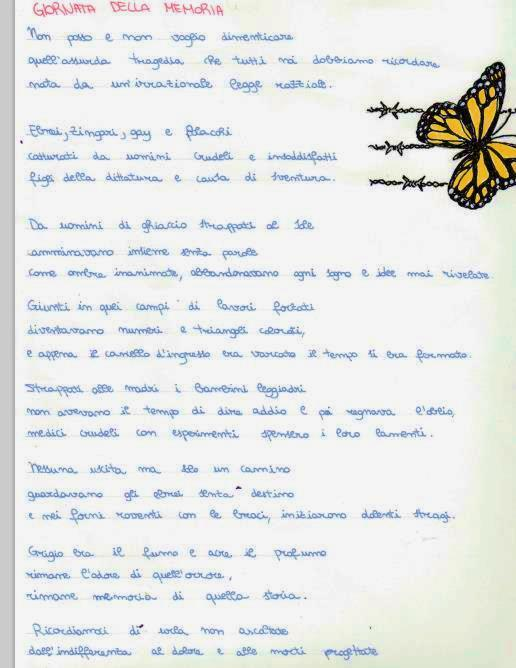 GIORNATA DELLA MEMORIA
Non posso e non voglio dimenticare
quell'assurda tragedia che tutti noi dobbiamo ricordare
nata da un'irrazionale legge razziale.
Ebrei, Zingari, gay e
catturati da uomini crudeli e insoddisfatti
figli della dittatura e causa di sventura.
Da uomini di ghiaccio strappati al sole
camminavano insieme senza parole
come ombre inanimate, abbandonavano ogni sogno e idee mai rivelate.
Giunti in quei campi di lavori forzati
diventavano numeri e triangoli colorati,
e appena il cancello d'ingresso era varcato il tempo si era fermato.
Strappati alle madri i bambini leggiadri
non avevano il tempo di dire addio e poi regnava l'oblio,
medici crudeli con esperimenti spensero i loro lamenti.
Nessuna uscita ma solo un camino
guardavano gli ebrei senza destino
e nei forni roventi con le braci, iniziarono dolenti stragi.
Grigio era il fumo e acre il profumo
rimane l'odore di quell'orrore,
rimane memoria di quella storia.
Ricordiamoci di urla non ascoltate
dall'indifferenza al dolore e alle morti progettate